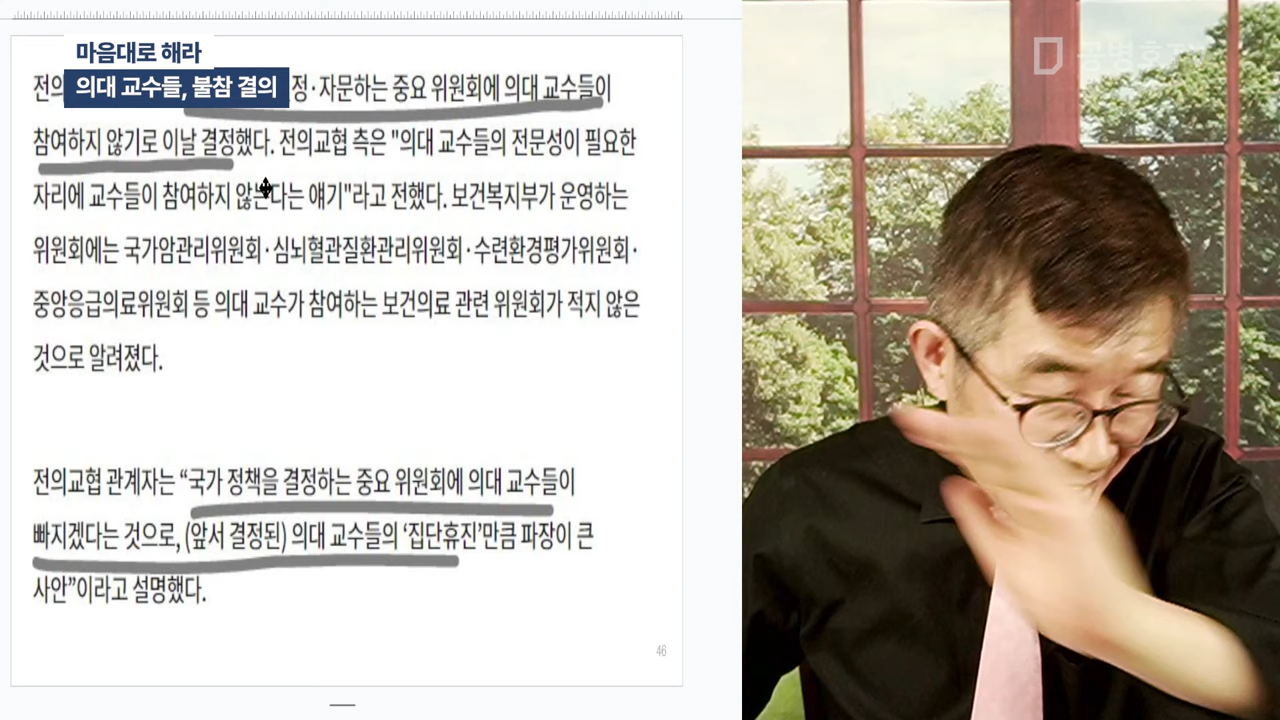 마음대로 해라
의대 교수들, 불참 결의
전의
정·자문하는 중요 위원회에 의대 교수들이
참여하지 않기로 이날 결정했다. 전의교협 측은 "의대 교수들의 전문성이 필요한
자리에 교수들이 참여하지 않는다는 얘기"라고 전했다. 보건복지부가 운영하는
위원회에는 국가암관리위원회·심뇌혈관질환관리위원회·수련환경평가위원회·
중앙응급의료위원회 등 의대 교수가 참여하는 보건의료 관련 위원회가 적지 않은
것으로 알려졌다.
전의교협 관계자는 “국가 정책을 결정하는 중요 위원회에 의대 교수들이
빠지겠다는 것으로, (앞서 결정된) 의대 교수들의 ‘집단휴진’만큼 파장이 큰
사안”이라고 설명했다.
46